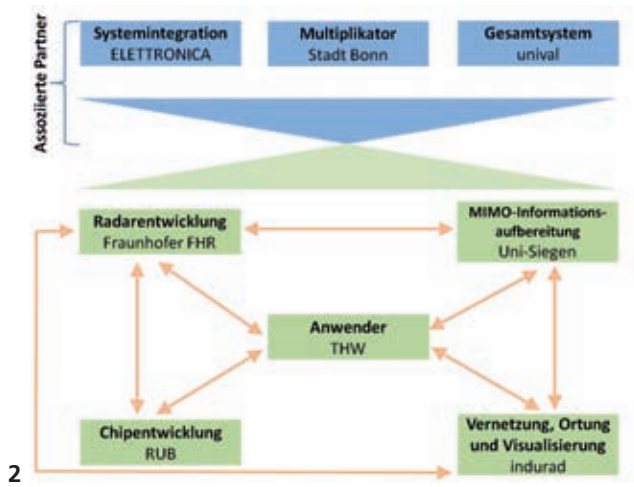 Assoziierte Partner
Systemintegration
ELETTRONICA
Multiplikator
Stadt Bonn
Gesamtsystem
unival
Radarentwicklung
Fraunhofer FHR
MIMO-Informations-
aufbereitung
Uni-Siegen
Anwender
THW
Chipentwicklung
RUB
Vernetzung, Ortung
und Visualisierung
indurad
2